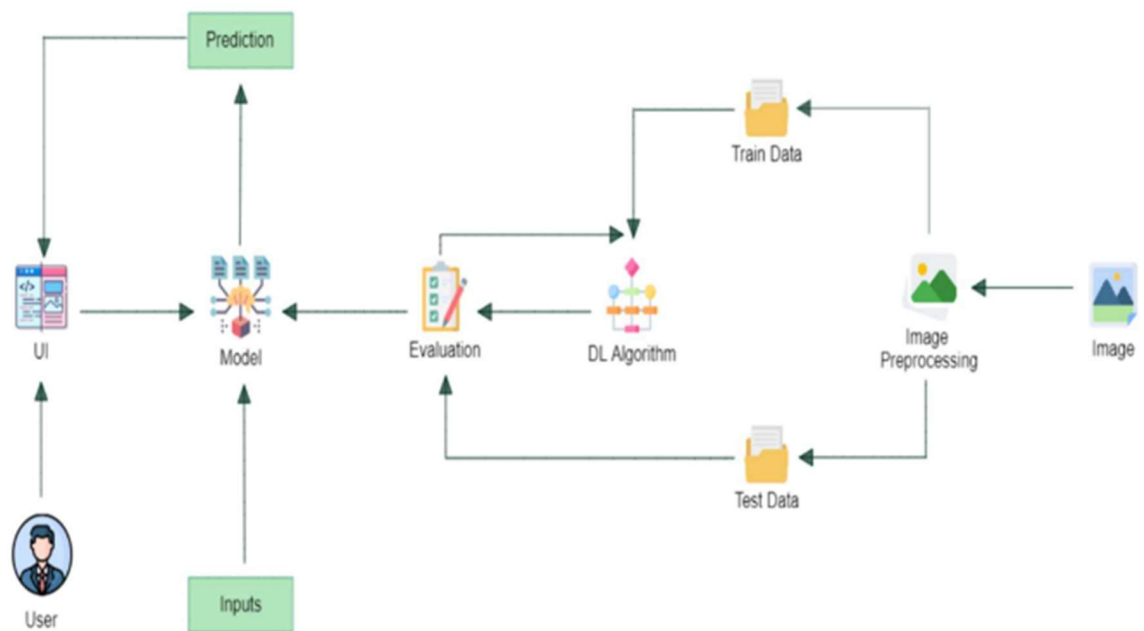 Prediction
Train Data
UI
Model
Evaluation
DL Algorithm
Image
Preprocessing
Image
Test Data
User
Inputs